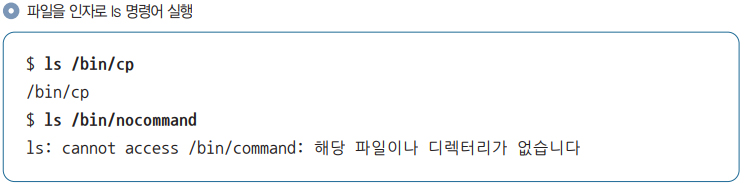 파일을 인자로 ls 명령어 실행
$ ls /bin/cp
/bin/cp
$ ls /bin/nocommand
ls: cannot access /bin/command: 해당 파일이나 디렉터리가 없습니다